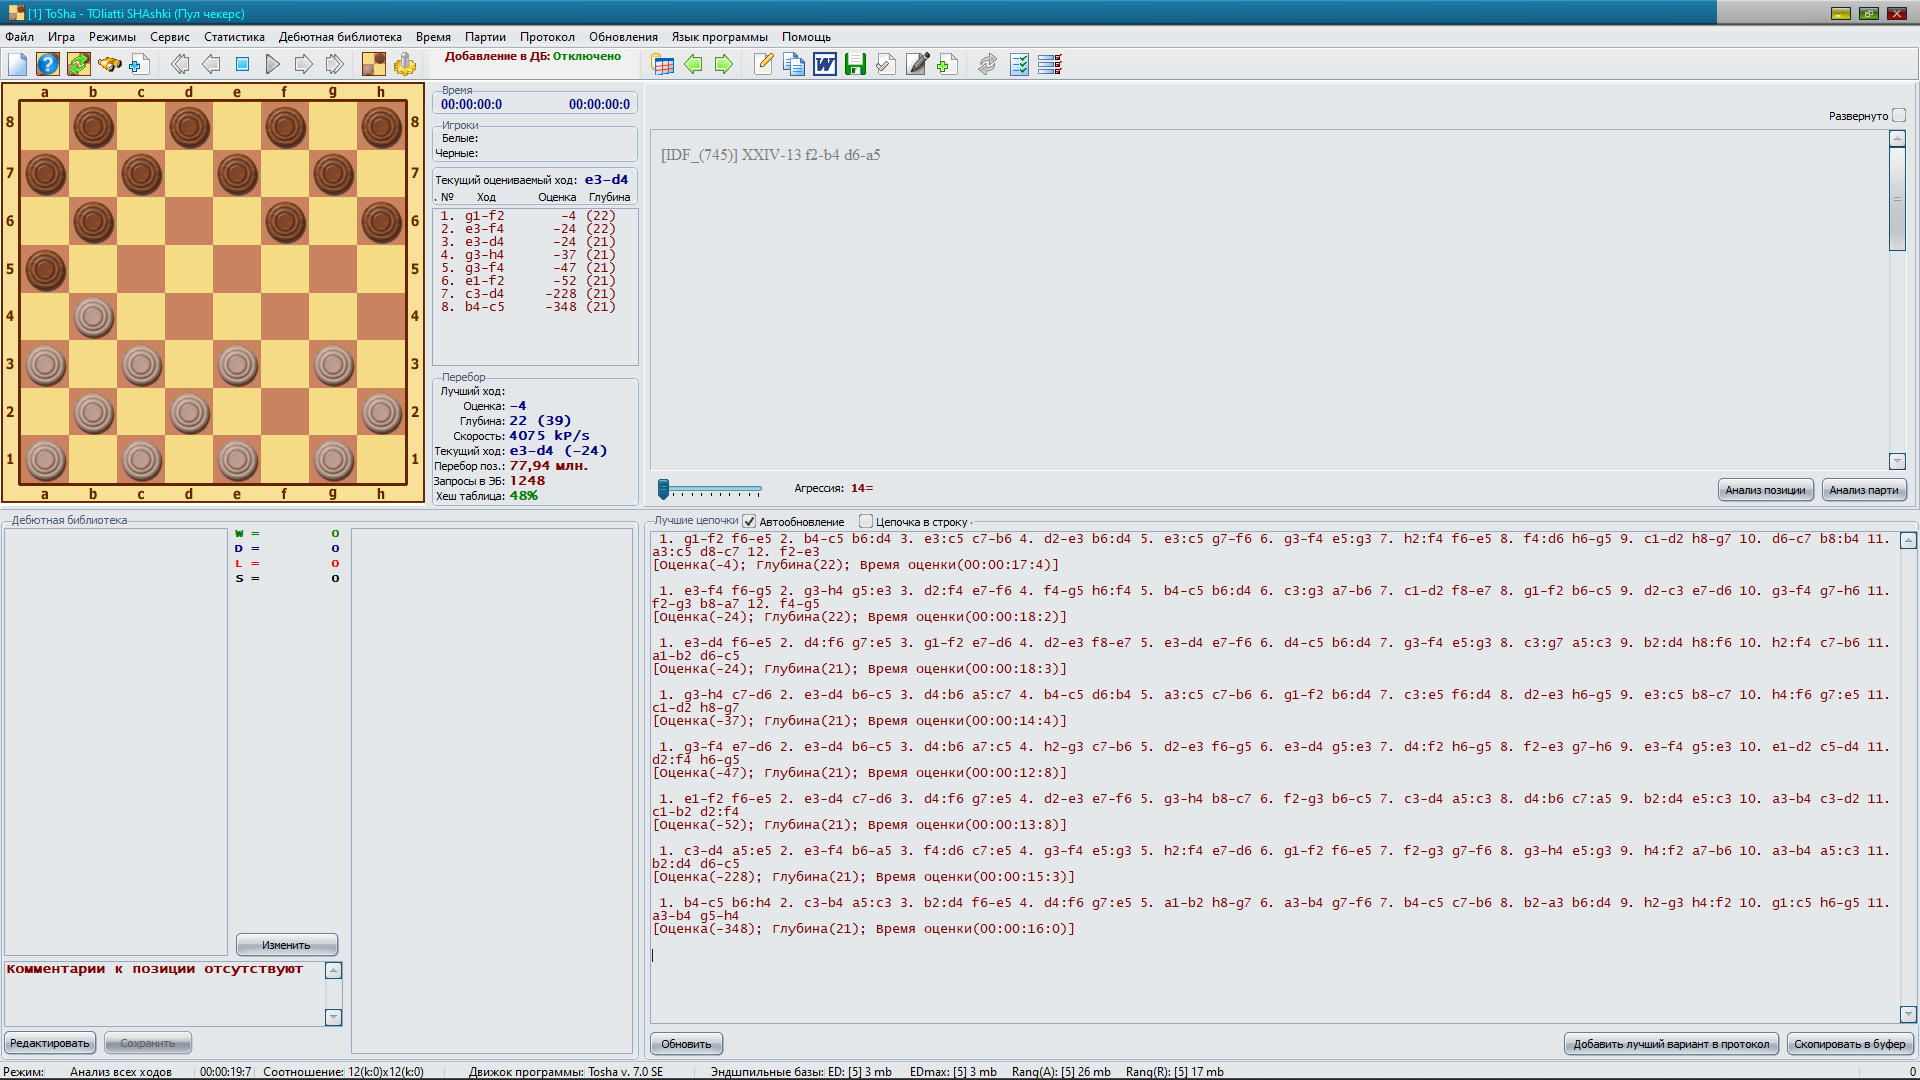 [1] ToSha - TOliatti SHAshki (Пул чекерс)
Файл Игра Режимы Сервис Статистика Дебютная библиотека Время Партии Протокол Обновления Язык программы Помощь
Добавление в ДБ: Отключено
a b c d e f g h
8 8
7 7
6 6
5 5
4 4
3 3
2 2
1 1
a b c d e f g h
Время
00:00:00:0 00:00:00:0
Игроки
Белые:
Черные:
Текущий оцениваемый ход: e3-d4
. № Ход Оценка Глубина
1. g1-f2 -4 (22)
2. e3-f4 -24 (22)
3. e3-d4 -24 (21)
4. g3-h4 -37 (21)
5. g3-f4 -47 (21)
6. e1-f2 -52 (21)
7. c3-d4 -228 (21)
8. b4-c5 -348 (21)
Перебор
Лучший ход:
Оценка: -4
Глубина: 22 (39)
Скорость: 4075 kP/s
Текущий ход: e3-d4 (-24)
Перебор поз.: 77,94 млн.
Запросы в ЭБ: 1248
Хеш таблица: 48%
Развернуто
[IDF_(745)] XXIV-13 f2-b4 d6-a5
Агрессия: 14=
Анализ позиции Анализ парти
Дебютная библиотека
W = 0
D = 0
L = 0
S = 0
Изменить
Комментарии к позиции отсутствуют
Редактировать Сохранить
Лучшие цепочки Автообновление Цепочка в строку
1. g1-f2 f6-e5 2. b4-c5 b6:d4 3. e3:c5 c7-b6 4. d2-e3 b6:d4 5. e3:c5 g7-f6 6. g3-f4 e5:g3 7. h2:f4 f6-e5 8. f4:d6 h6-g5 9. c1-d2 h8-g7 10. d6-c7 b8:b4 11.
a3:c5 d8-c7 12. f2-e3
[Оценка(-4); Глубина(22); Время оценки(00:00:17:4)]
1. e3-f4 f6-g5 2. g3-h4 g5:e3 3. d2:f4 e7-f6 4. f4-g5 h6:f4 5. b4-c5 b6:d4 6. c3:g3 a7-b6 7. c1-d2 f8-e7 8. g1-f2 b6-c5 9. d2-c3 e7-d6 10. g3-f4 g7-h6 11.
f2-g3 b8-a7 12. f4-g5
[Оценка(-24); Глубина(22); Время оценки(00:00:18:2)]
1. e3-d4 f6-e5 2. d4:f6 g7:e5 3. g1-f2 e7-d6 4. d2-e3 f8-e7 5. e3-d4 e7-f6 6. d4-c5 b6:d4 7. g3-f4 e5:g3 8. c3:g7 a5:c3 9. b2:d4 h8:f6 10. h2:f4 c7-b6 11.
a1-b2 d6-c5
[Оценка(-24); Глубина(21); Время оценки(00:00:18:3)]
1. g3-h4 c7-d6 2. e3-d4 b6-c5 3. d4:b6 a5:c7 4. b4-c5 d6:b4 5. a3:c5 c7-b6 6. g1-f2 b6:d4 7. c3:e5 f6:d4 8. d2-e3 h6-g5 9. e3:c5 b8-c7 10. h4:f6 g7:e5 11.
c1-d2 h8-g7
[Оценка(-37); Глубина(21); Время оценки(00:00:14:4)]
1. g3-f4 e7-d6 2. e3-d4 b6-c5 3. d4:b6 a7:c5 4. h2-g3 c7-b6 5. d2-e3 f6-g5 6. e3-d4 g5:e3 7. d4:f2 h6-g5 8. f2-e3 g7-h6 9. e3-f4 g5:e3 10. e1-d2 c5-d4 11.
d2:f4 h6-g5
[Оценка(-47); Глубина(21); Время оценки(00:00:12:8)]
1. e1-f2 f6-e5 2. e3-d4 c7-d6 3. d4:f6 g7:e5 4. d2-e3 e7-f6 5. g3-h4 b8-c7 6. f2-g3 b6-c5 7. c3-d4 a5:c3 8. d4:b6 c7:a5 9. b2:d4 e5:c3 10. a3-b4 c3-d2 11.
c1-b2 d2:f4
[Оценка(-52); Глубина(21); Время оценки(00:00:13:8)]
1. c3-d4 a5:e5 2. e3-f4 b6-a5 3. f4:d6 c7:e5 4. g3-f4 e5:g3 5. h2:f4 e7-d6 6. g1-f2 f6-e5 7. f2-g3 g7-f6 8. g3-h4 e5:g3 9. h4:f2 a7-b6 10. a3-b4 a5:c3 11.
b2:d4 d6-c5
[Оценка(-228); Глубина(21); Время оценки(00:00:15:3)]
1. b4-c5 b6:h4 2. c3-b4 a5:c3 3. b2:d4 f6-e5 4. d4:f6 g7:e5 5. a1-b2 h8-g7 6. a3-b4 g7-f6 7. b4-c5 c7-b6 8. b2-a3 b6:d4 9. h2-g3 h4:f2 10. g1:c5 h6-g5 11.
a3-b4 g5-h4
[Оценка(-348); Глубина(21); Время оценки(00:00:16:0)]
Обновить Добавить лучший вариант в протокол Скопировать в буфер
Режим: Анализ всех ходов 00:00:19:7 Соотношение: 12(k:0)x12(k:0) Движок программы: Tosha v. 7.0 SE Эндшпильные базы: ED: [5] 3 mb EDmax: [5] 3 mb Rang(A): [5] 26 mb Rang(R): [5] 17 mb 0